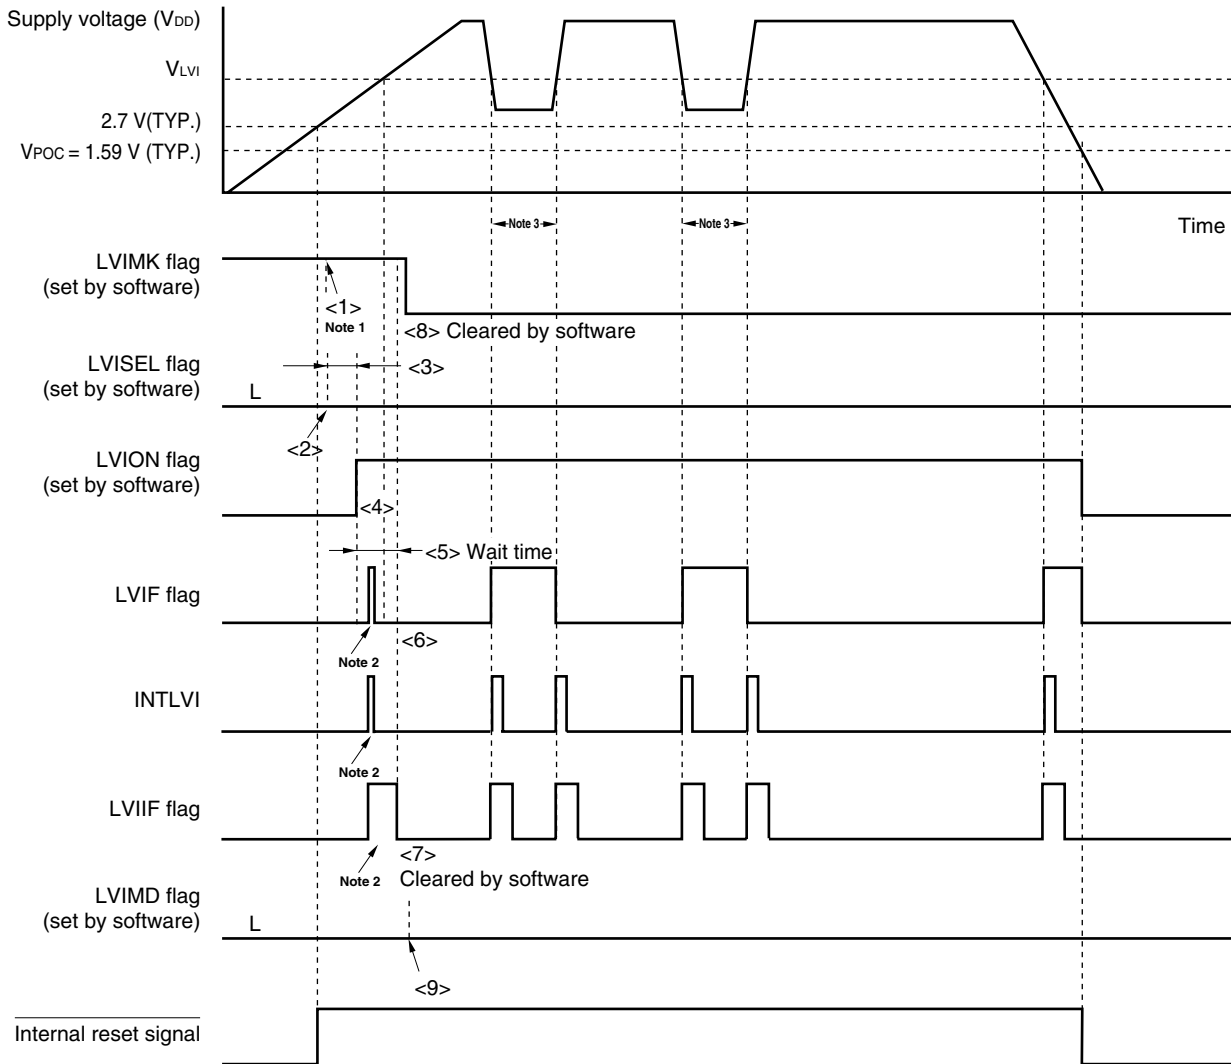 Supply voltage (VDD)
VLVI
2.7 V(TYP.)
VPOC = 1.59 V (TYP.)
Note 3
Note 3
Time
LVIMK flag
(set by software)
<1>
Note 1
<8> Cleared by software
LVISEL flag
(set by software)
L
<3>
<2>
LVION flag
(set by software)
<4>
<5> Wait time
LVIF flag
Note 2
<6>
INTLVI
Note 2
LVIIF flag
Note 2
<7>
Cleared by software
LVIMD flag
(set by software)
L
<9>
Internal reset signal